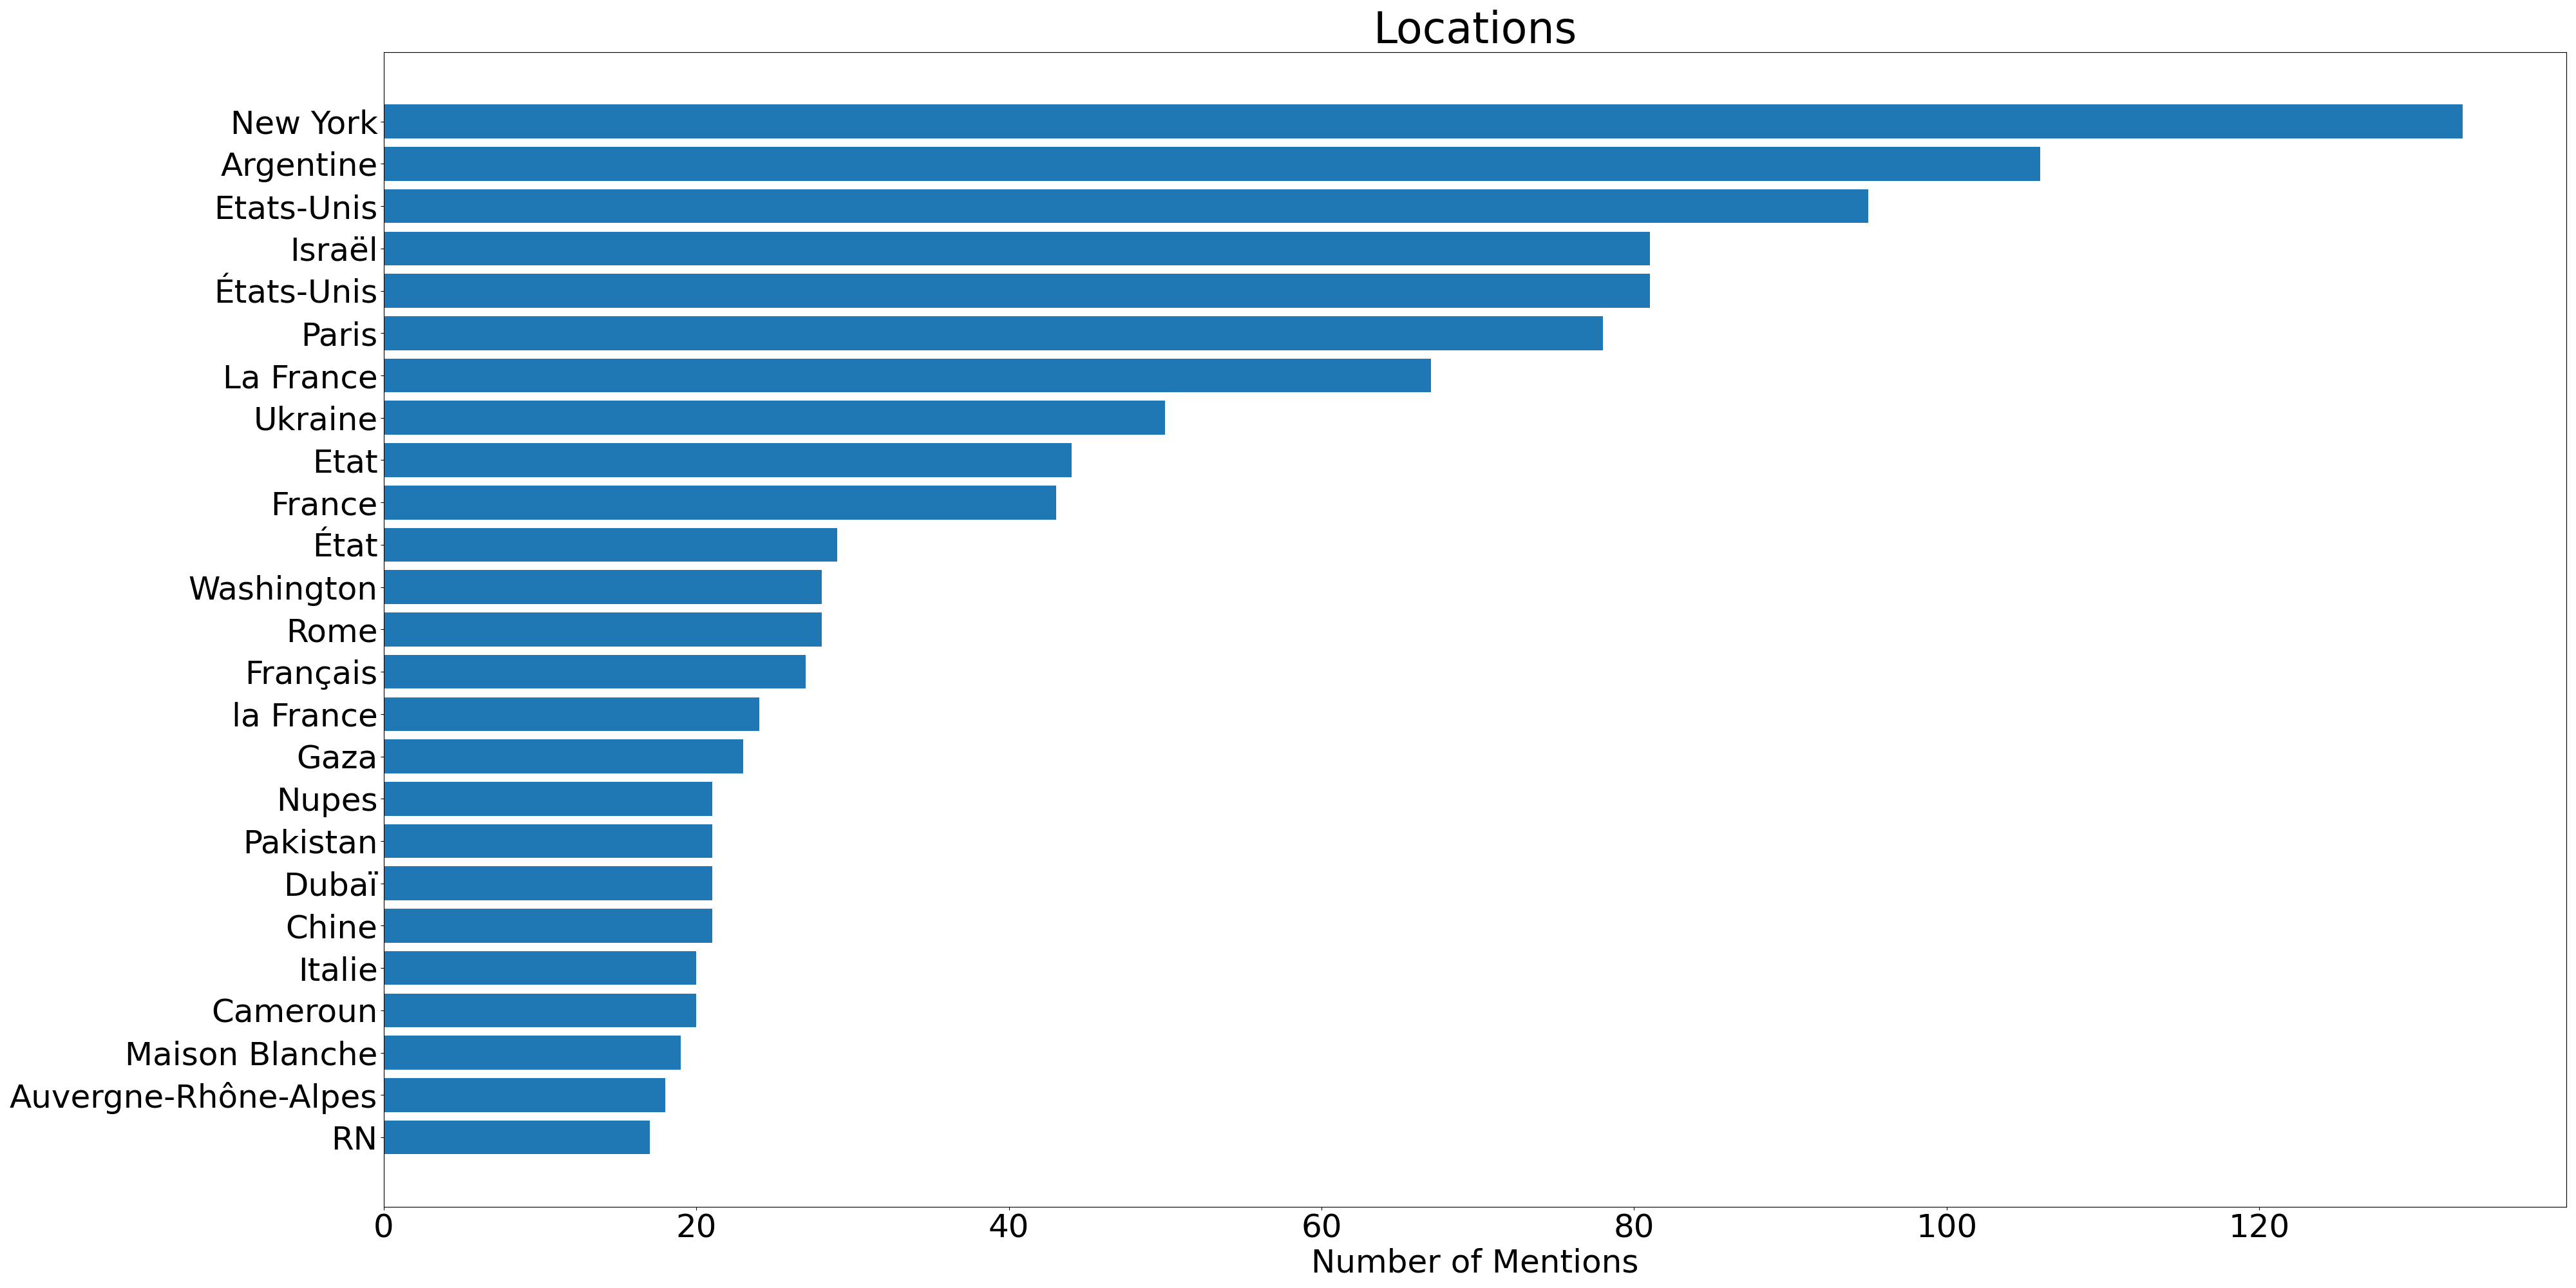 Locations
New York
Argentine
Etats-Unis
Israël
États-Unis
Paris
La France
Ukraine
Etat
France
État
Washington
Rome
Français
la France
Gaza
Nupes
Pakistan
Dubaï
Chine
Italie
Cameroun
Maison Blanche
Auvergne-Rhône-Alpes
RN
0 20 40 60 80 100 120
Number of Mentions